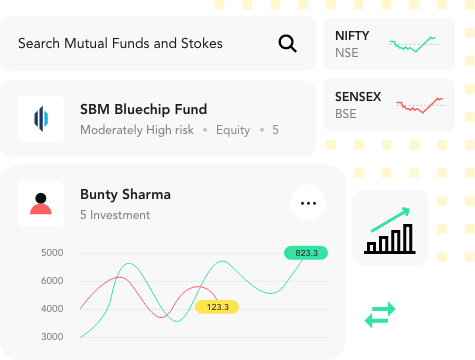 Search Mutual Funds and Stokes
NIFTY
NSE
SENSEX
BSE
SBM Bluechip Fund
Moderately High risk • Equity • 5
Bunty Sharma
5 Investment
5000
6000
4000
3000
823.3
123.3